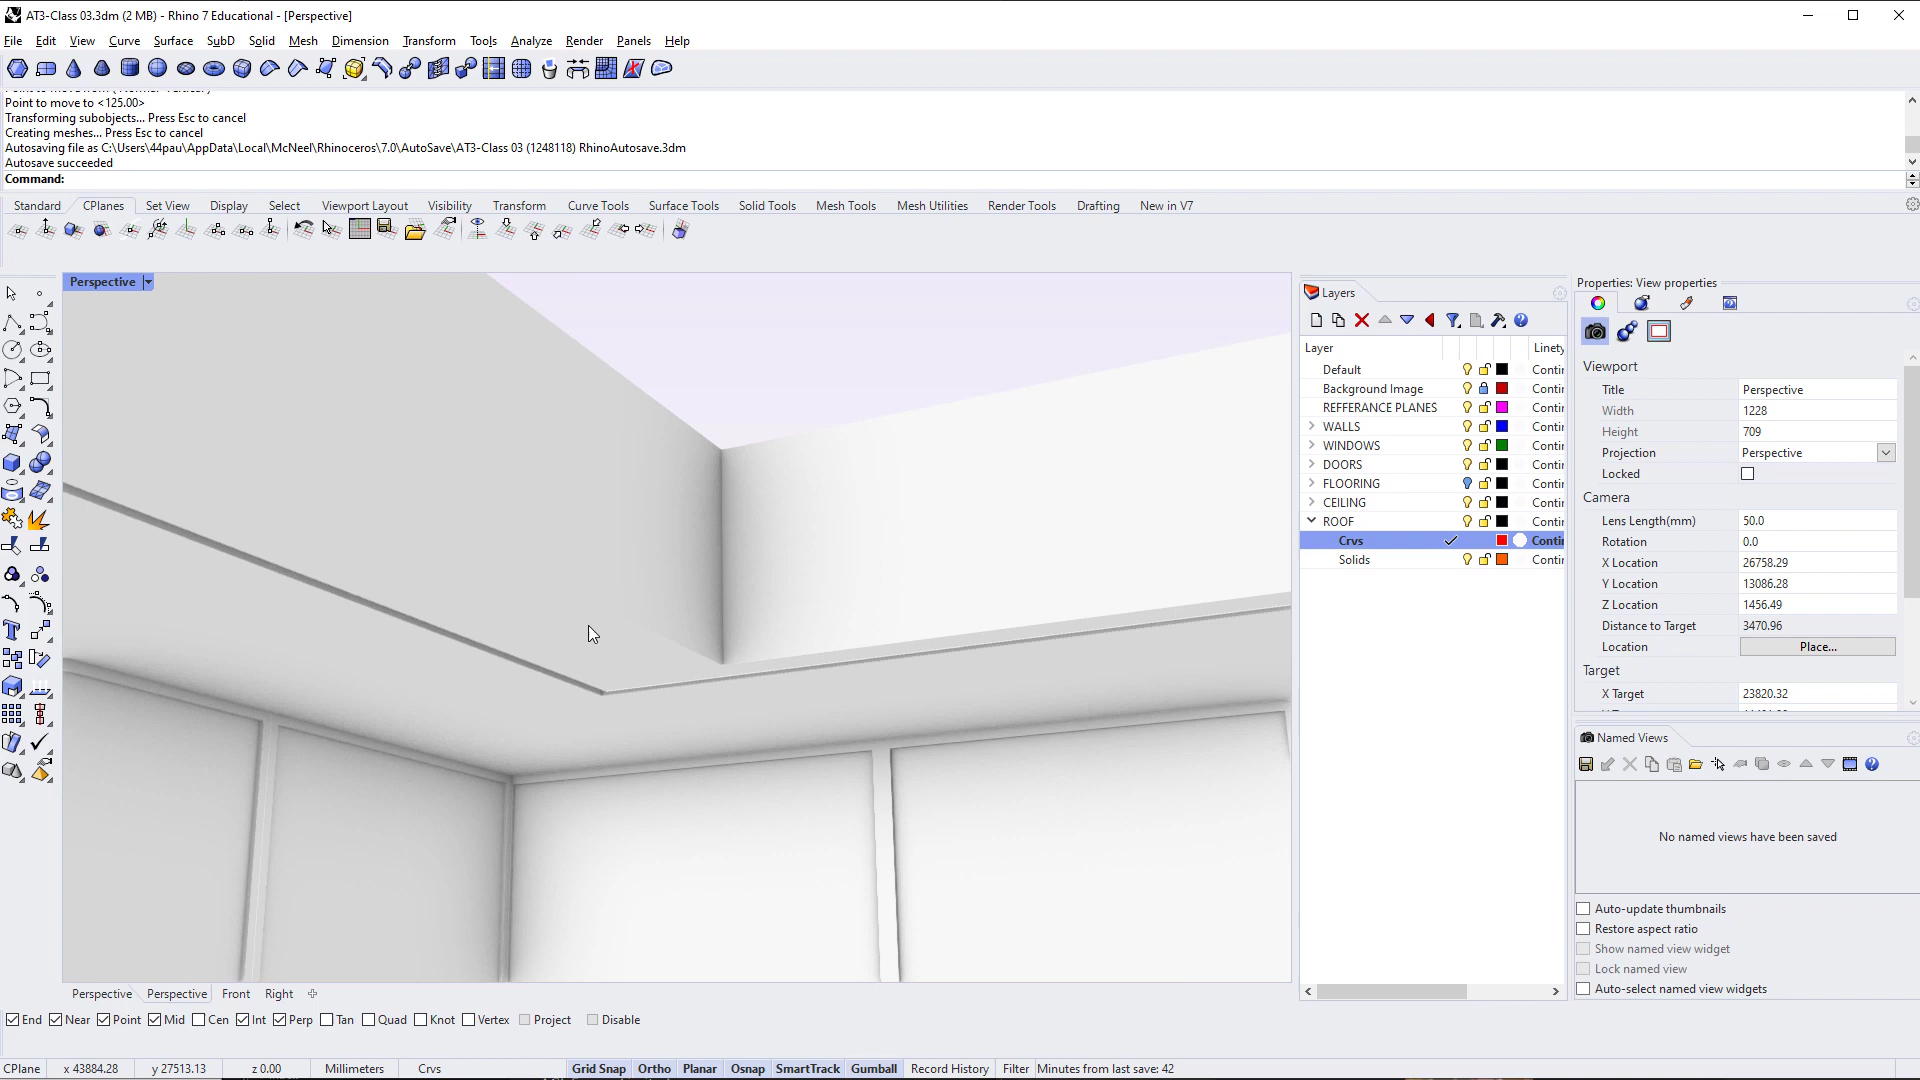 AT3-Class 03.3dm (2 MB) - Rhino 7 Educational - [Perspective]
File Edit View Curve Surface SubD Solid Mesh Dimension Transform Tools Analyze Render Panels Help
Point to move to <125.00>
Transforming subobjects... Press Esc to cancel
Creating meshes... Press Esc to cancel
Autosaving file as C:\Users\44pau\AppData\Local\McNeel\Rhinoceros\7.0\AutoSave\AT3-Class 03 (1248118) RhinoAutosave.3dm
Autosave succeeded
Command:
Standard CPlanes Set View Display Select Viewport Layout Visibility Transform Curve Tools Surface Tools Solid Tools Mesh Tools Mesh Utilities Render Tools Drafting New in V7
Perspective
Layers
Layer Linety
Default Contir
Background Image Contir
REFFERANCE PLANES Contir
WALLS Contir
WINDOWS Contir
DOORS Contir
FLOORING Contir
CEILING Contir
ROOF Contir
Crvs Contir
Solids Contir
Properties: View properties
Viewport
Title Perspective
Width 1228
Height 709
Projection Perspective
Locked
Camera
Lens Length(mm) 50.0
Rotation 0.0
X Location 26758.29
Y Location 13086.28
Z Location 1456.49
Distance to Target 3470.96
Location Place...
Target
X Target 23820.32
Named Views
No named views have been saved
Auto-update thumbnails
Restore aspect ratio
Show named view widget
Lock named view
Auto-select named view widgets
Perspective Perspective Front Right
End Near Point Mid Cen Int Perp Tan Quad Knot Vertex Project Disable
CPlane x 43884.28 y 27513.13 z 0.00 Millimeters Crvs Grid Snap Ortho Planar Osnap SmartTrack Gumball Record History Filter Minutes from last save: 42